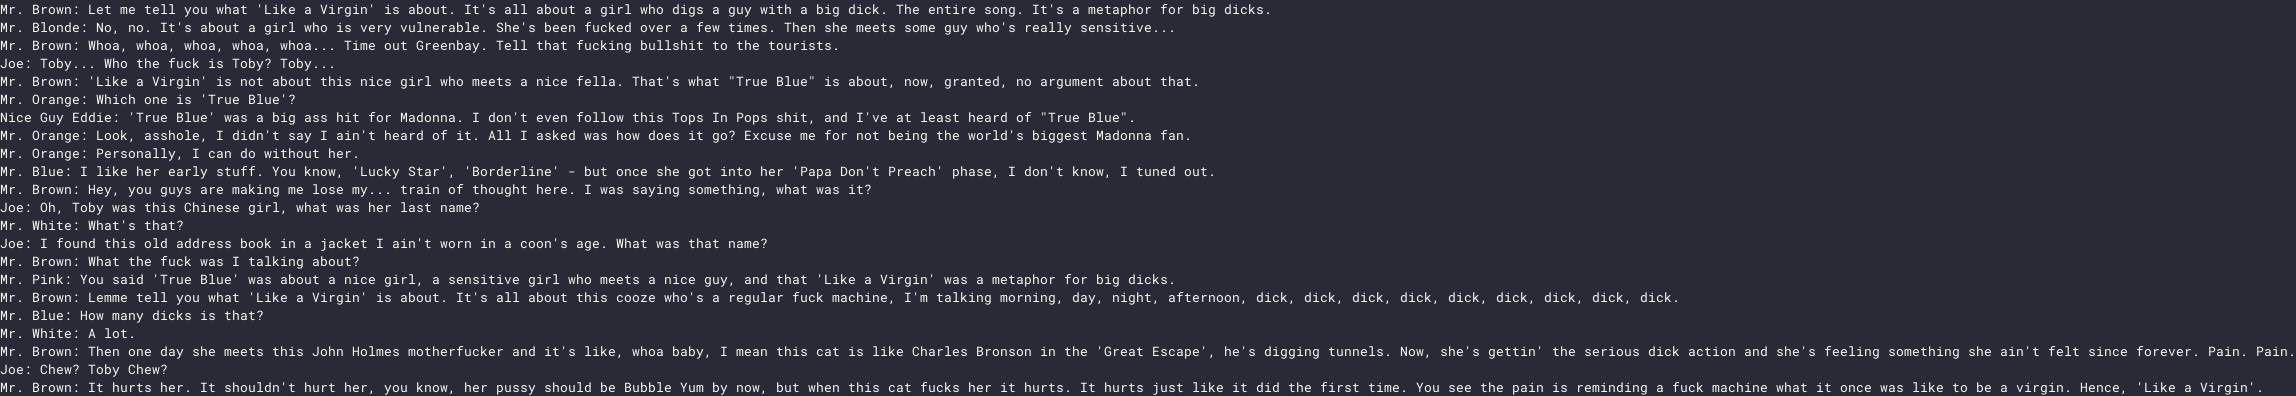 Mr. Brown: Let me tell you what 'Like a Virgin' is about. It's all about a girl who digs a guy with a big dick. The entire song. It's a metaphor for big dicks.
Mr. Blonde: No, no. It's about a girl who is very vulnerable. She's been fucked over a few times. Then she meets some guy who's really sensitive...
Mr. Brown: Whoa, whoa, whoa, whoa, whoa... Time out Greenbay. Tell that fucking bullshit to the tourists.
Joe: Toby... Who the fuck is Toby? Toby...
Mr. Brown: 'Like a Virgin' is not about this nice girl who meets a nice fella. That's what "True Blue" is about, now, granted, no argument about that.
Mr. Orange: Which one is 'True Blue'?
Nice Guy Eddie: 'True Blue' was a big ass hit for Madonna. I don't even follow this Tops In Pops shit, and I've at least heard of "True Blue".
Mr. Orange: Look, asshole, I didn't say I ain't heard of it. All I asked was how does it go? Excuse me for not being the world's biggest Madonna fan.
Mr. Orange: Personally, I can do without her.
Mr. Blue: I like her early stuff. You know, 'Lucky Star', 'Borderline' - but once she got into her 'Papa Don't Preach' phase, I don't know, I tuned out.
Mr. Brown: Hey, you guys are making me lose my... train of thought here. I was saying something, what was it?
Joe: Oh, Toby was this Chinese girl, what was her last name?
Mr. White: What's that?
Joe: I found this old address book in a jacket I ain't worn in a coon's age. What was that name?
Mr. Brown: What the fuck was I talking about?
Mr. Pink: You said 'True Blue' was about a nice girl, a sensitive girl who meets a nice guy, and that 'Like a Virgin' was a metaphor for big dicks.
Mr. Brown: Lemme tell you what 'Like a Virgin' is about. It's all about this cooze who's a regular fuck machine, I'm talking morning, day, night, afternoon, dick, dick, dick, dick, dick, dick, dick, dick, dick.
Mr. Blue: How many dicks is that?
Mr. White: A lot.
Mr. Brown: Then one day she meets this John Holmes motherfucker and it's like, whoa baby, I mean this cat is like Charles Bronson in the 'Great Escape', he's digging tunnels. Now, she's gettin' the serious dick action and she's feeling something she ain't felt since forever. Pain. Pain.
Joe: Chew? Toby Chew?
Mr. Brown: It hurts her. It shouldn't hurt her, you know, her pussy should be Bubble Yum by now, but when this cat fucks her it hurts. It hurts just like it did the first time. You see the pain is reminding a fuck machine what it once was like to be a virgin. Hence, 'Like a Virgin'.